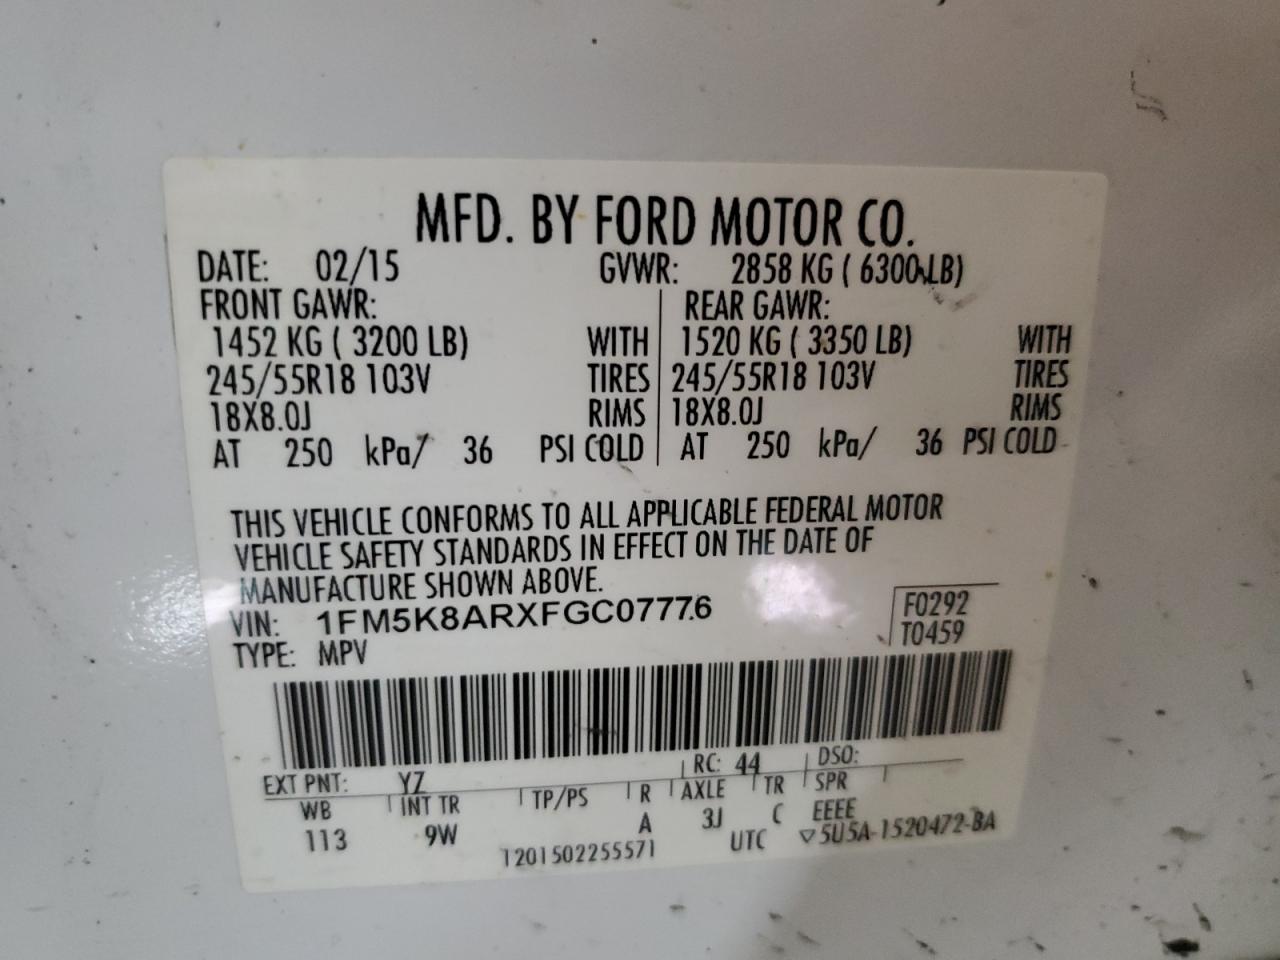 MFD. BY FORD MOTOR CO.
DATE: 02/15 GVWR: 2858 KG ( 6300 LB)
FRONT GAWR: REAR GAWR:
1452 KG ( 3200 LB) WITH 1520 KG ( 3350 LB) WITH
245/55R18 103V TIRES 245/55R18 103V TIRES
18X8.0J RIMS 18X8.0J RIMS
AT 250 kPa/ 36 PSI COLD AT 250 kPa/ 36 PSI COLD
THIS VEHICLE CONFORMS TO ALL APPLICABLE FEDERAL MOTOR
VEHICLE SAFETY STANDARDS IN EFFECT ON THE DATE OF
MANUFACTURE SHOWN ABOVE.
VIN: 1FM5K8ARXFGC07776
F0292
TYPE: MPV
T0459
EXT PNT: YZ RC: 44 DSO:
WB INT TR TP/PS R AXLE TR SPR
113 9W A 3J C EEEE
1201502255571 UTC ▽5U5A-1520472-BA